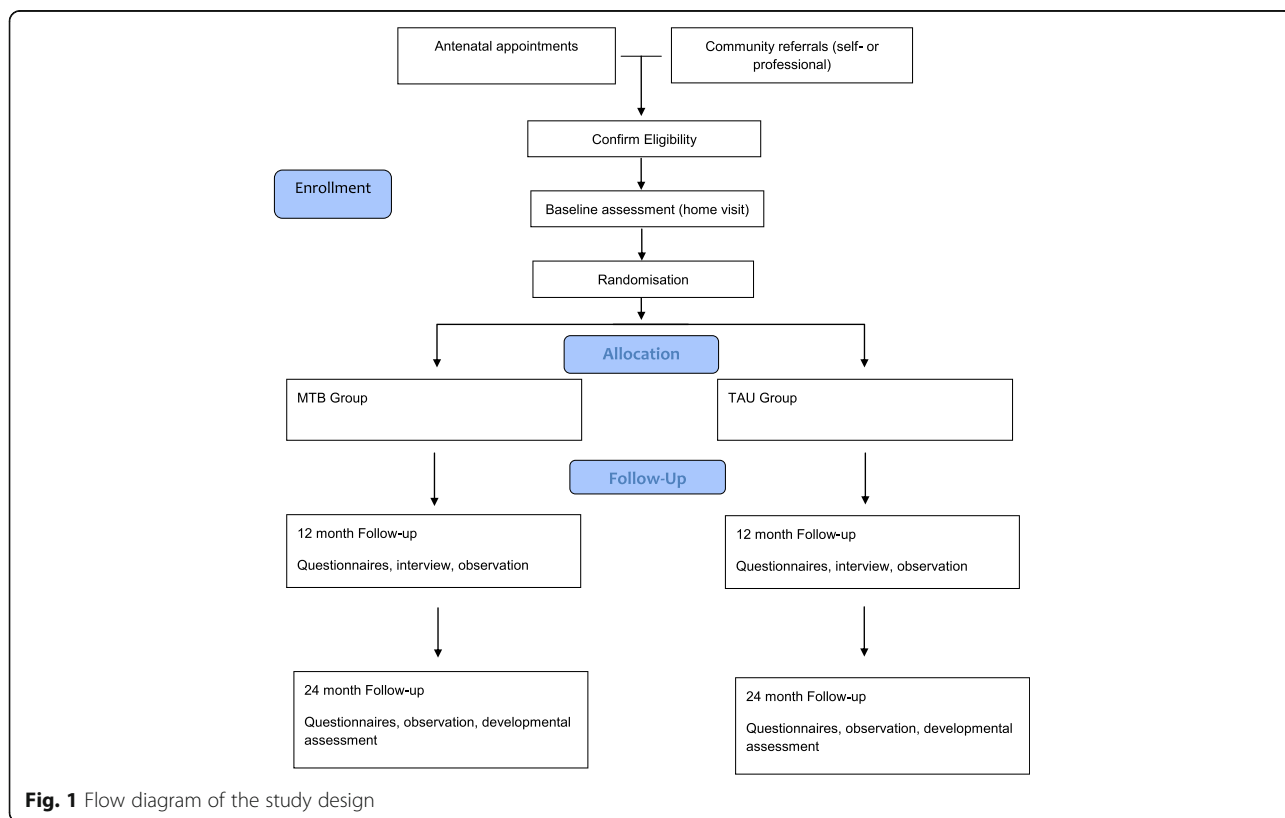 Antenatal appointments
Community referrals (self- or
professional)
Confirm Eligibility
Enrollment
Baseline assessment (home visit)
Randomisation
Allocation
MTB Group
TAU Group
Follow-Up
12 month Follow-up
Questionnaires, interview, observation
12 month Follow-up
Questionnaires, interview, observation
24 month Follow-up
Questionnaires, observation, developmental
assessment
24 month Follow-up
Questionnaires, observation, developmental
assessment
Fig. 1 Flow diagram of the study design